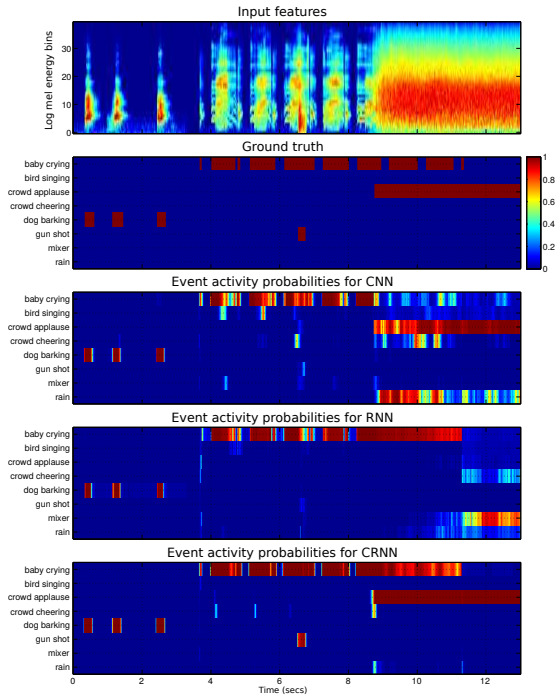 Input features
Log mel energy bins
30
20
10
0
Ground truth
baby crying
bird singing
crowd applause
crowd cheering
dog barking
gun shot
mixer
rain
1
0.8
0.6
0.4
0.2
0
Event activity probabilities for CNN
baby crying
bird singing
crowd applause
crowd cheering
dog barking
gun shot
mixer
rain
Event activity probabilities for RNN
baby crying
bird singing
crowd applause
crowd cheering
dog barking
gun shot
mixer
rain
Event activity probabilities for CRNN
baby crying
bird singing
crowd applause
crowd cheering
dog barking
gun shot
mixer
rain
0 2 4 6 8 10 12
Time (secs)